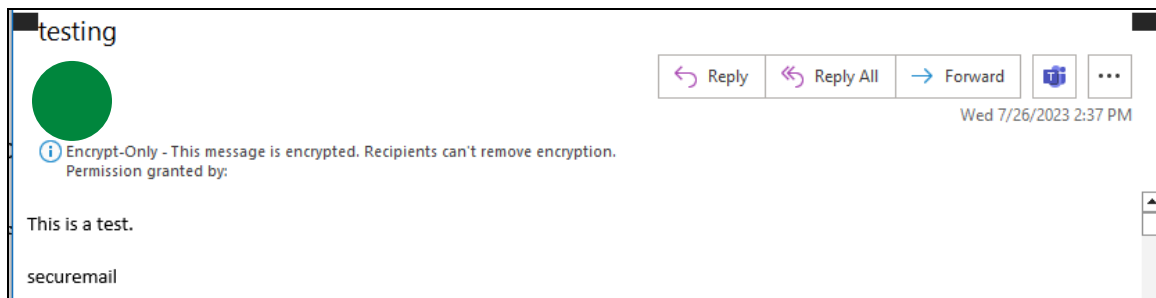 testing
Reply
Reply All
Forward
Wed 7/26/2023 2:37 PM
Encrypt-Only - This message is encrypted. Recipients can't remove encryption.
Permission granted by:
This is a test.
securemail